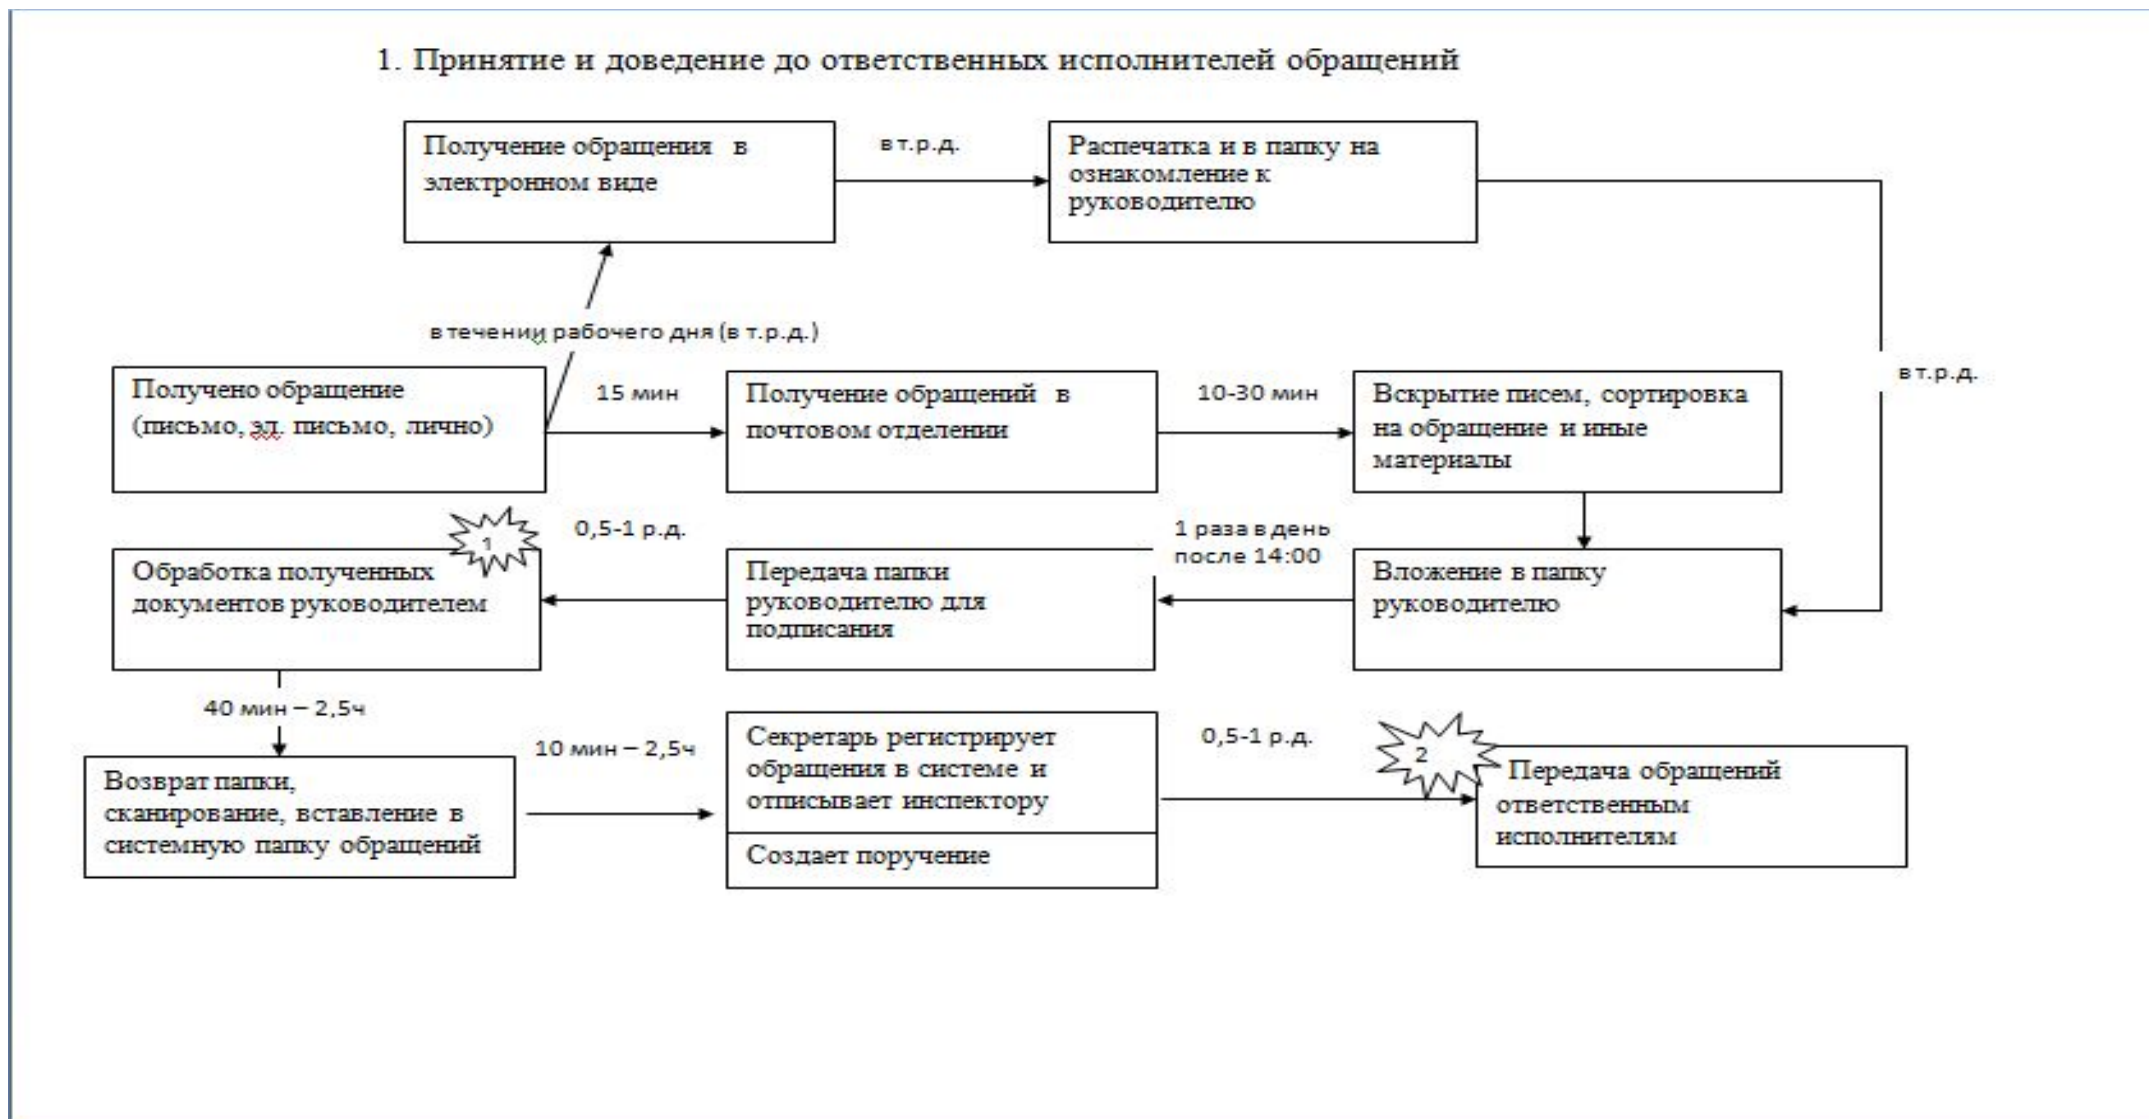 1. Принятие и доведение до ответственных исполнителей обращений
Получение обращения в
электронном виде
в т.р.д.
Распечатка и в папку на
ознакомление к
руководителю
в течении рабочего дня (в т.р.д.)
в т.р.д.
Получено обращение
(письмо, эл. письмо, лично)
15 мин
Получение обращений в
почтовом отделении
10-30 мин
Вскрытие писем, сортировка
на обращение и иные
материалы
1
Обработка полученных
документов руководителем
0,5-1 р.д.
Передача папки
руководителю для
подписания
1 раза в день
после 14:00
Вложение в папку
руководителю
40 мин – 2,5ч
Возврат папки,
сканирование, вставление в
системную папку обращений
10 мин – 2,5ч
Секретарь регистрирует
обращения в системе и
отписывает инспектору
Создает поручение
0,5-1 р.д.
2
Передача обращений
ответственным
исполнителям